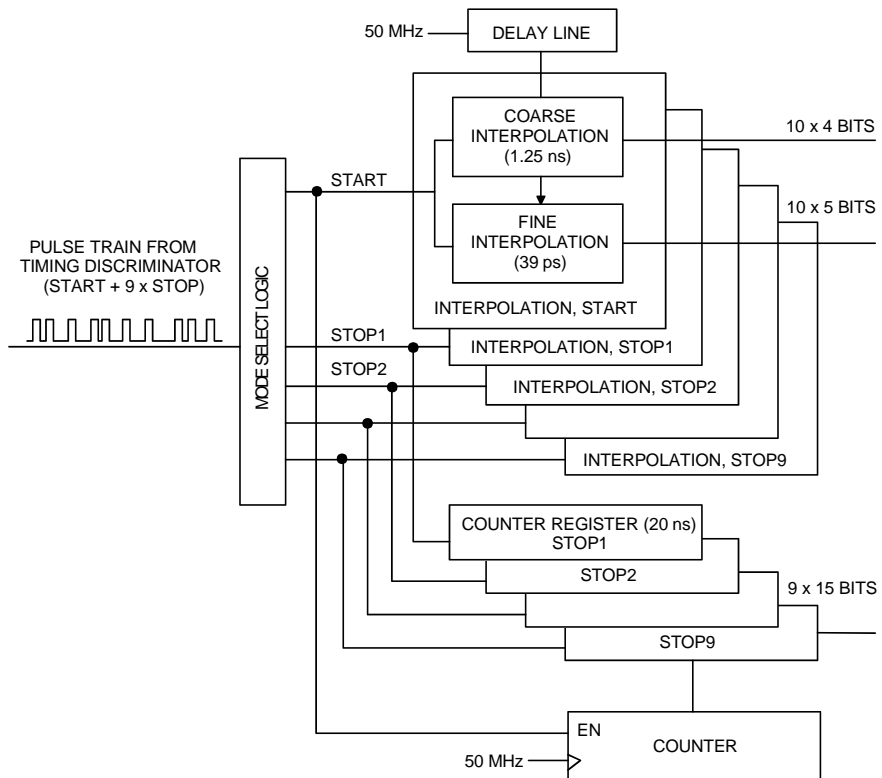 50 MHz
DELAY LINE
COARSE
INTERPOLATION
(1.25 ns)
10 x 4 BITS
START
FINE
INTERPOLATION
(39 ps)
10 x 5 BITS
PULSE TRAIN FROM
TIMING DISCRIMINATOR
(START + 9 x STOP)
MODE SELECT LOGIC
INTERPOLATION, START
STOP1
INTERPOLATION, STOP1
STOP2
INTERPOLATION, STOP2
INTERPOLATION, STOP9
COUNTER REGISTER (20 ns)
STOP1
STOP2
9 x 15 BITS
STOP9
EN
COUNTER
50 MHz